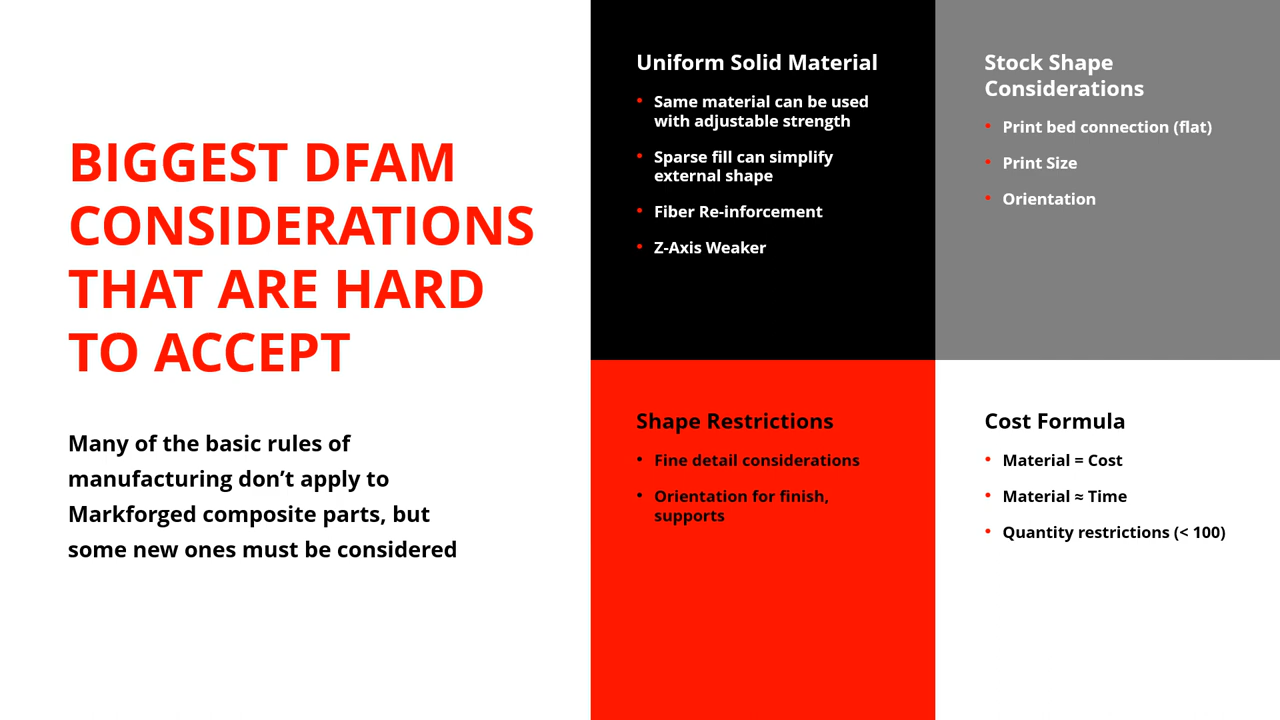 BIGGEST DFAM
CONSIDERATIONS
THAT ARE HARD
TO ACCEPT
Many of the basic rules of
manufacturing don’t apply to
Markforged composite parts, but
some new ones must be considered
Uniform Solid Material
• Same material can be used
with adjustable strength
• Sparse fill can simplify
external shape
• Fiber Re-inforcement
• Z-Axis Weaker
Stock Shape
Considerations
• Print bed connection (flat)
• Print Size
• Orientation
Shape Restrictions
• Fine detail considerations
• Orientation for finish,
supports
Cost Formula
• Material = Cost
• Material ≈ Time
• Quantity restrictions (< 100)